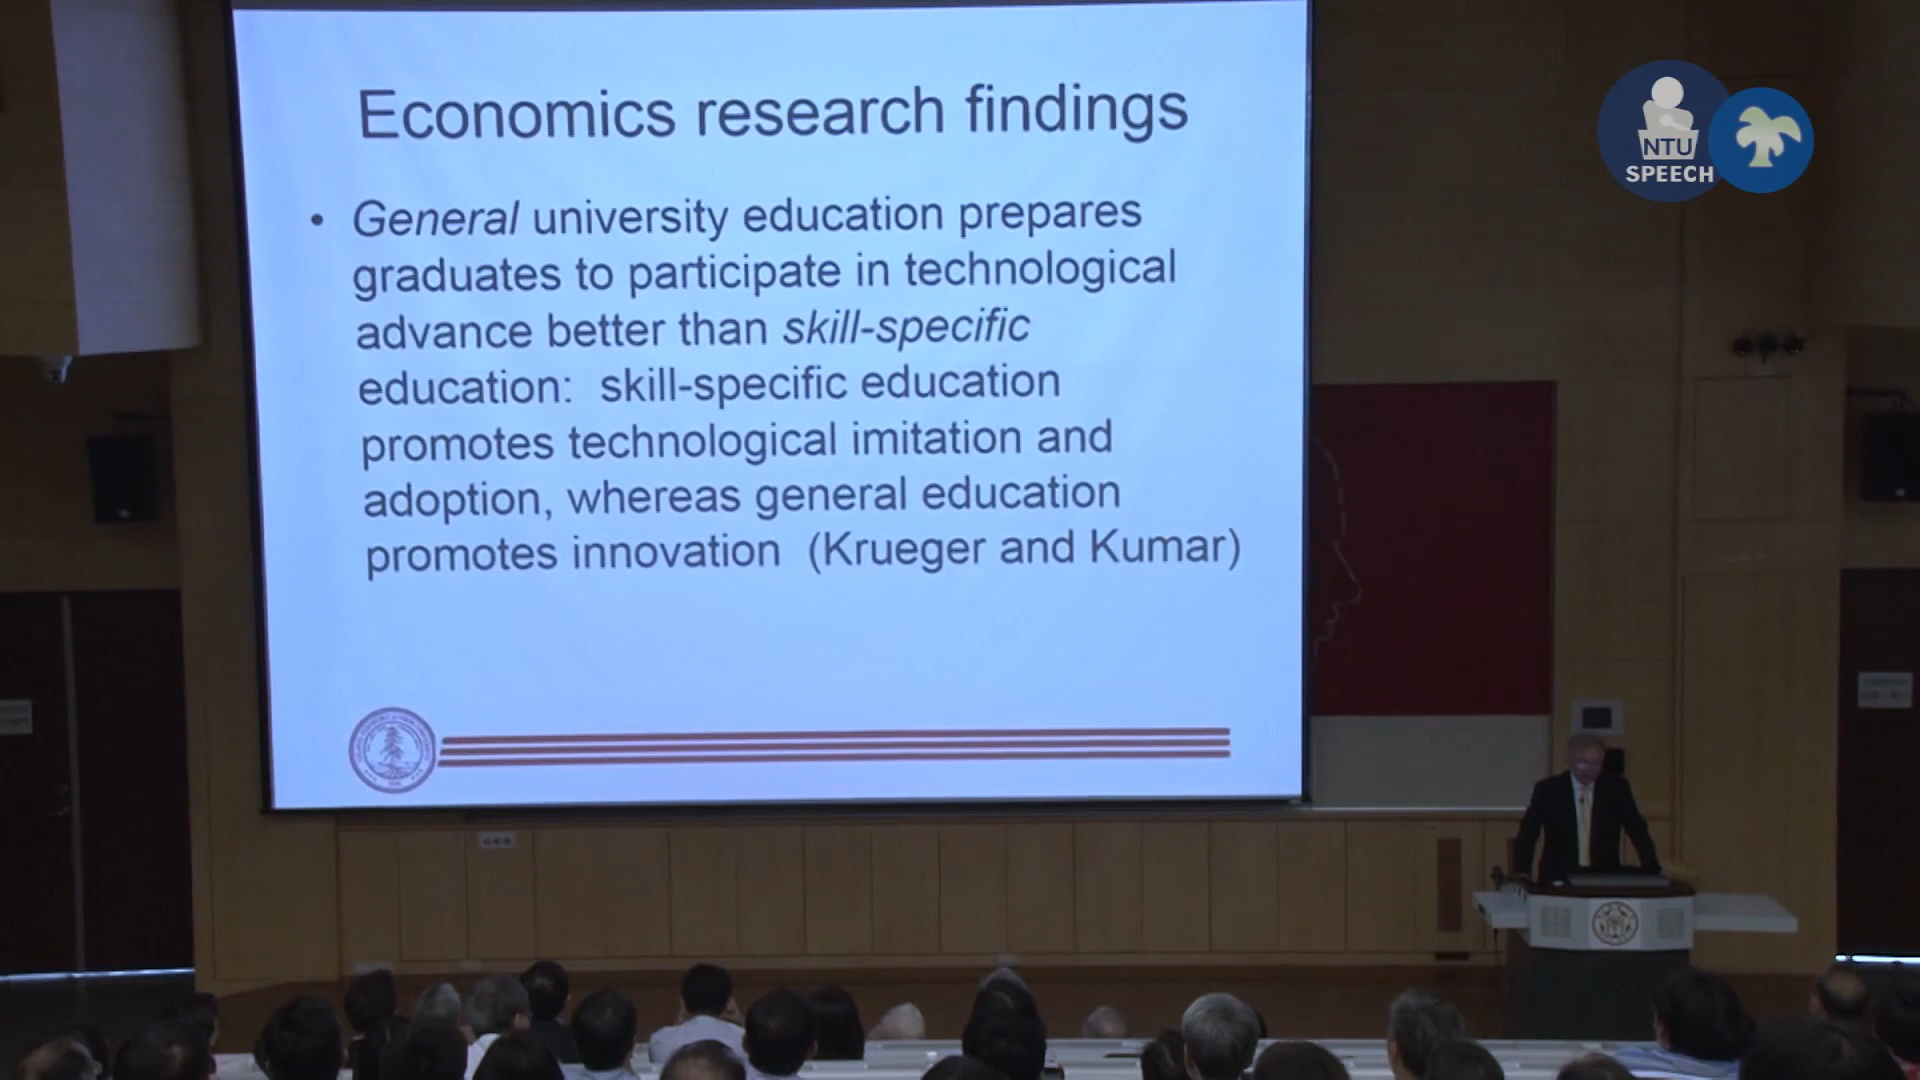 Economics research findings
• General university education prepares
graduates to participate in technological
advance better than skill-specific
education: skill-specific education
promotes technological imitation and
adoption, whereas general education
promotes innovation (Krueger and Kumar)
NTU
SPEECH